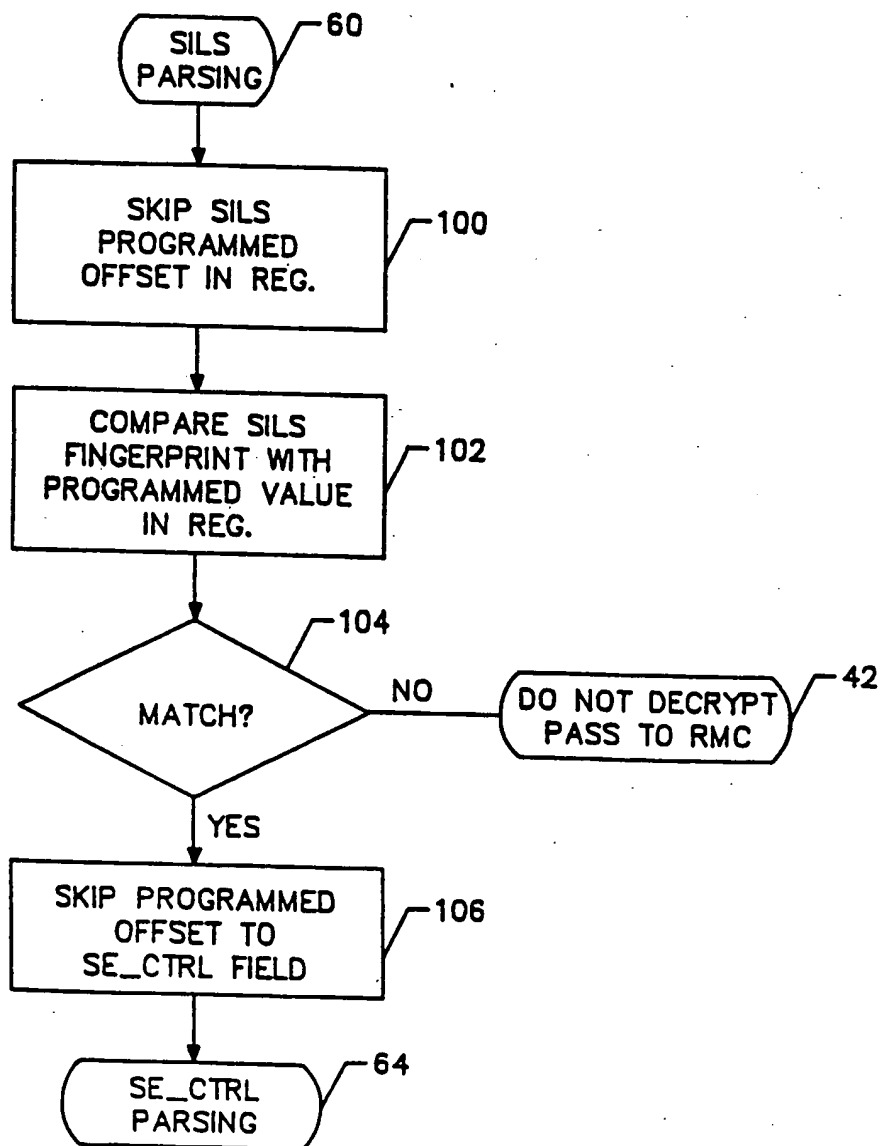 SILS
PARSING
60
SKIP SILS
PROGRAMMED
OFFSET IN REG.
100
COMPARE SILS
FINGERPRINT WITH
PROGRAMMED VALUE
IN REG.
102
104
MATCH?
NO
DO NOT DECRYPT
PASS TO RMC
42
YES
SKIP PROGRAMMED
OFFSET TO
SE_CTRL FIELD
106
SE_CTRL
PARSING
64